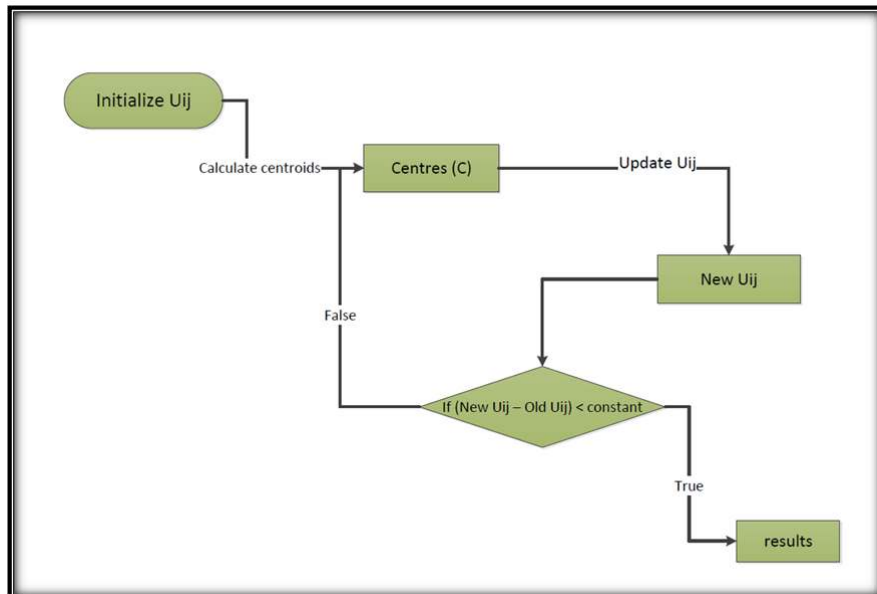 Initialize Uij
Calculate centroids
Centres (C)
Update Uij
New Uij
False
If (New Uij – Old Uij) < constant
True
results